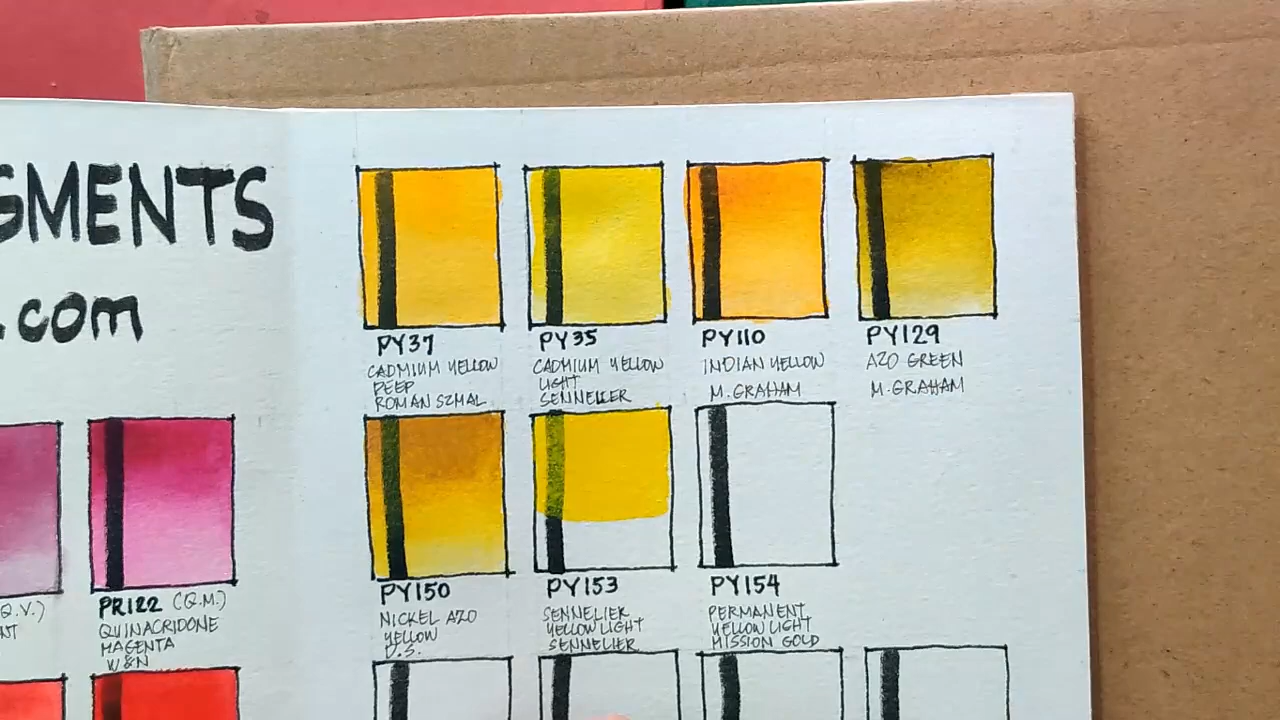 GMENTS
.com
PY37
CADMIUM YELLOW
DEEP
ROMAN SZMAL
PY35
CADMIUM YELLOW
LIGHT
SENNELIER
PY110
INDIAN YELLOW
M.GRAHAM
PY129
AZO GREEN
M.GRAHAM
Q.V.)
NT
PR122 (Q.M.)
QUINACRIDONE
MAGENTA
W&N
PY150
NICKEL AZO
YELLOW
D.S.
PY153
SENNELIER
YELLOW LIGHT
SENNELIER
PY154
PERMANENT
YELLOW LIGHT
MISSION GOLD